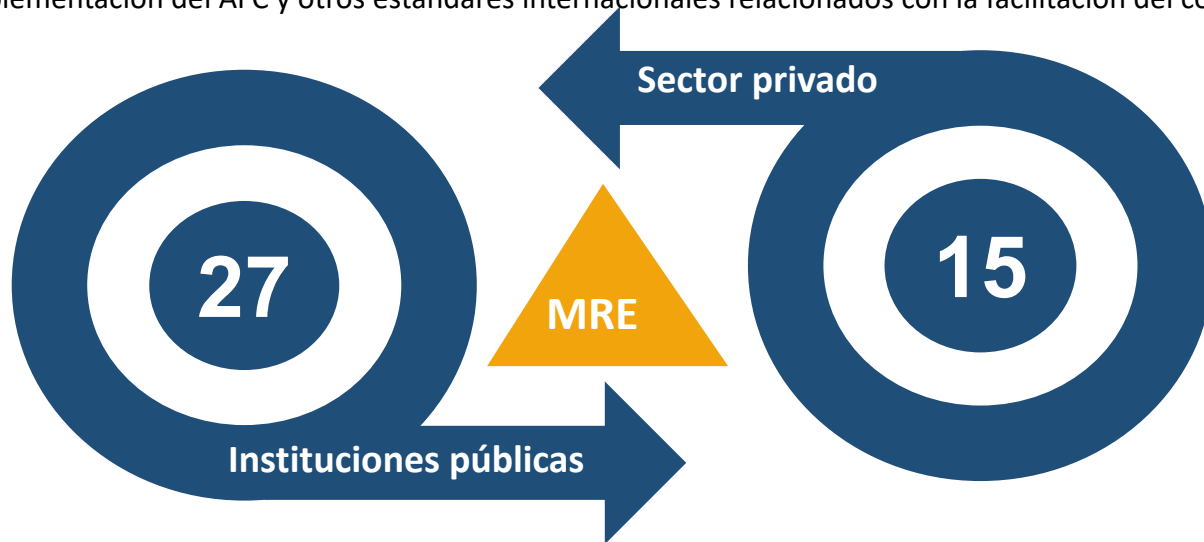 del AFC y otros estándares internacionales relacionados con la facilitación del
Sector privado
27
15
MRE
Instituciones públicas